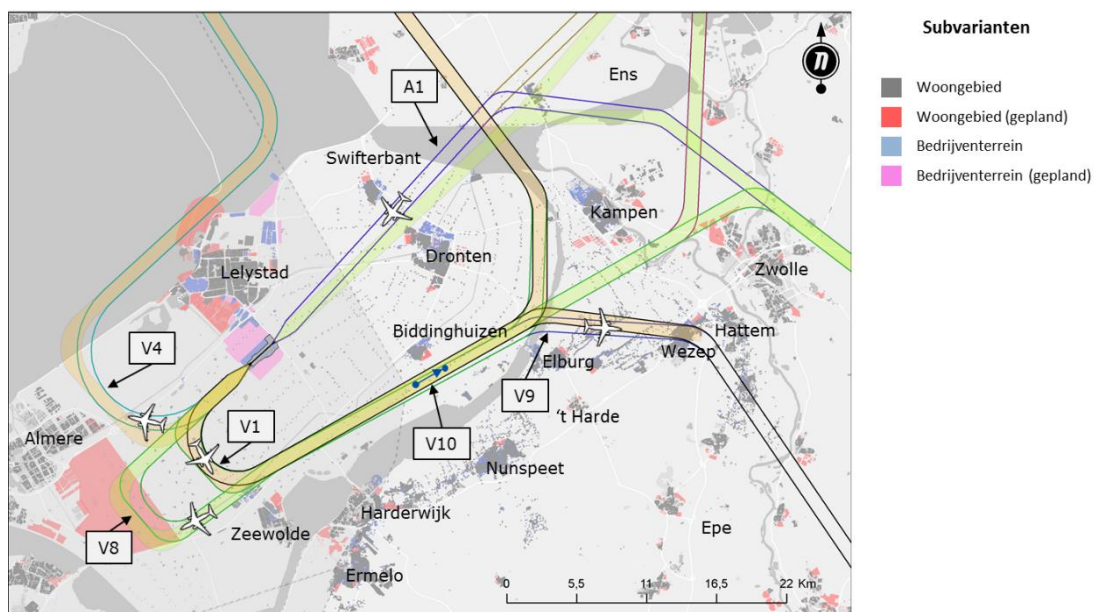 Subvarianten
Woongebied
Woongebied (gepland)
Bedrijventerrein
Bedrijventerrein (gepland)
n
Ens
A1
Swifterbant
Kampen
Dronten
Lelystad
Zwolle
Biddinghuizen
Hattem
Elburg
Wezep
V4
V9
't Harde
V1
V10
Almere
Nunspeet
Harderwijk
Zeewolde
Epe
V8
Ermelo
0 5,5 11 16,5 22 Km